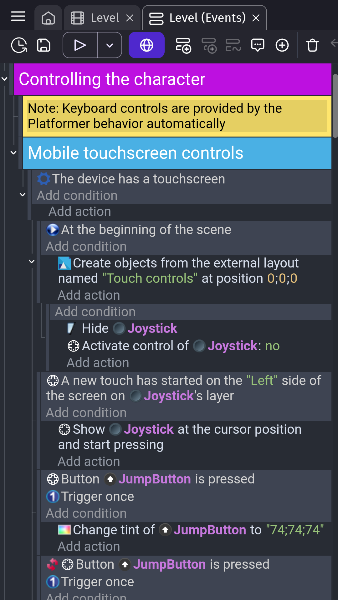 Level
Level (Events)
Controlling the character
Note: Keyboard controls are provided by the
Platformer behavior automatically
Mobile touchscreen controls
The device has a touchscreen
Add condition
Add action
At the beginning of the scene
Add condition
Create objects from the external layout
named "Touch controls" at position 0;0;0
Add action
Add condition
Hide Joystick
Activate control of Joystick: no
Add action
A new touch has started on the "Left" side of
the screen on Joystick's layer
Add condition
Show Joystick at the cursor position
and start pressing
Add action
Button JumpButton is pressed
Trigger once
Add condition
Change tint of JumpButton to "74;74;74"
Add action
Button JumpButton is pressed
Trigger once
Add condition